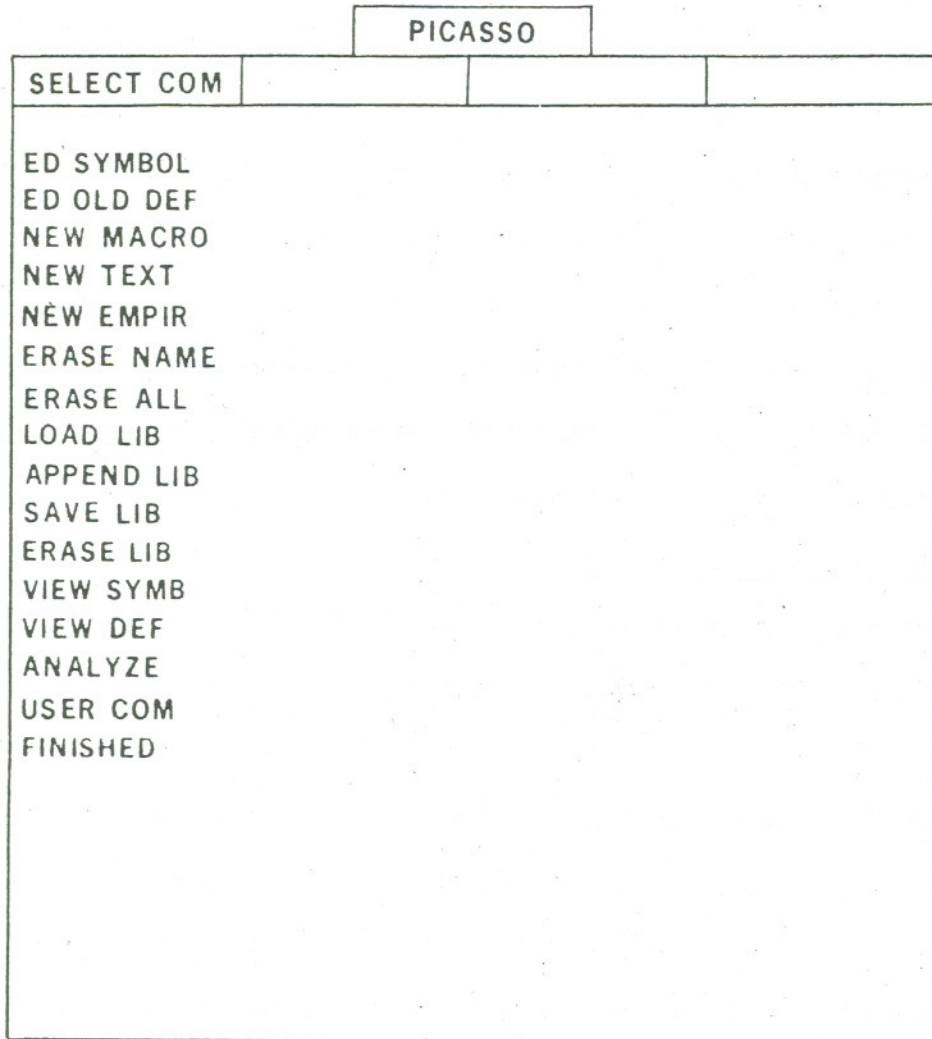 PICASSO
SELECT COM
ED SYMBOL
ED OLD DEF
NEW MACRO
NEW TEXT
NEW EMPIR
ERASE NAME
ERASE ALL
LOAD LIB
APPEND LIB
SAVE LIB
ERASE LIB
VIEW SYMB
VIEW DEF
ANALYZE
USER COM
FINISHED